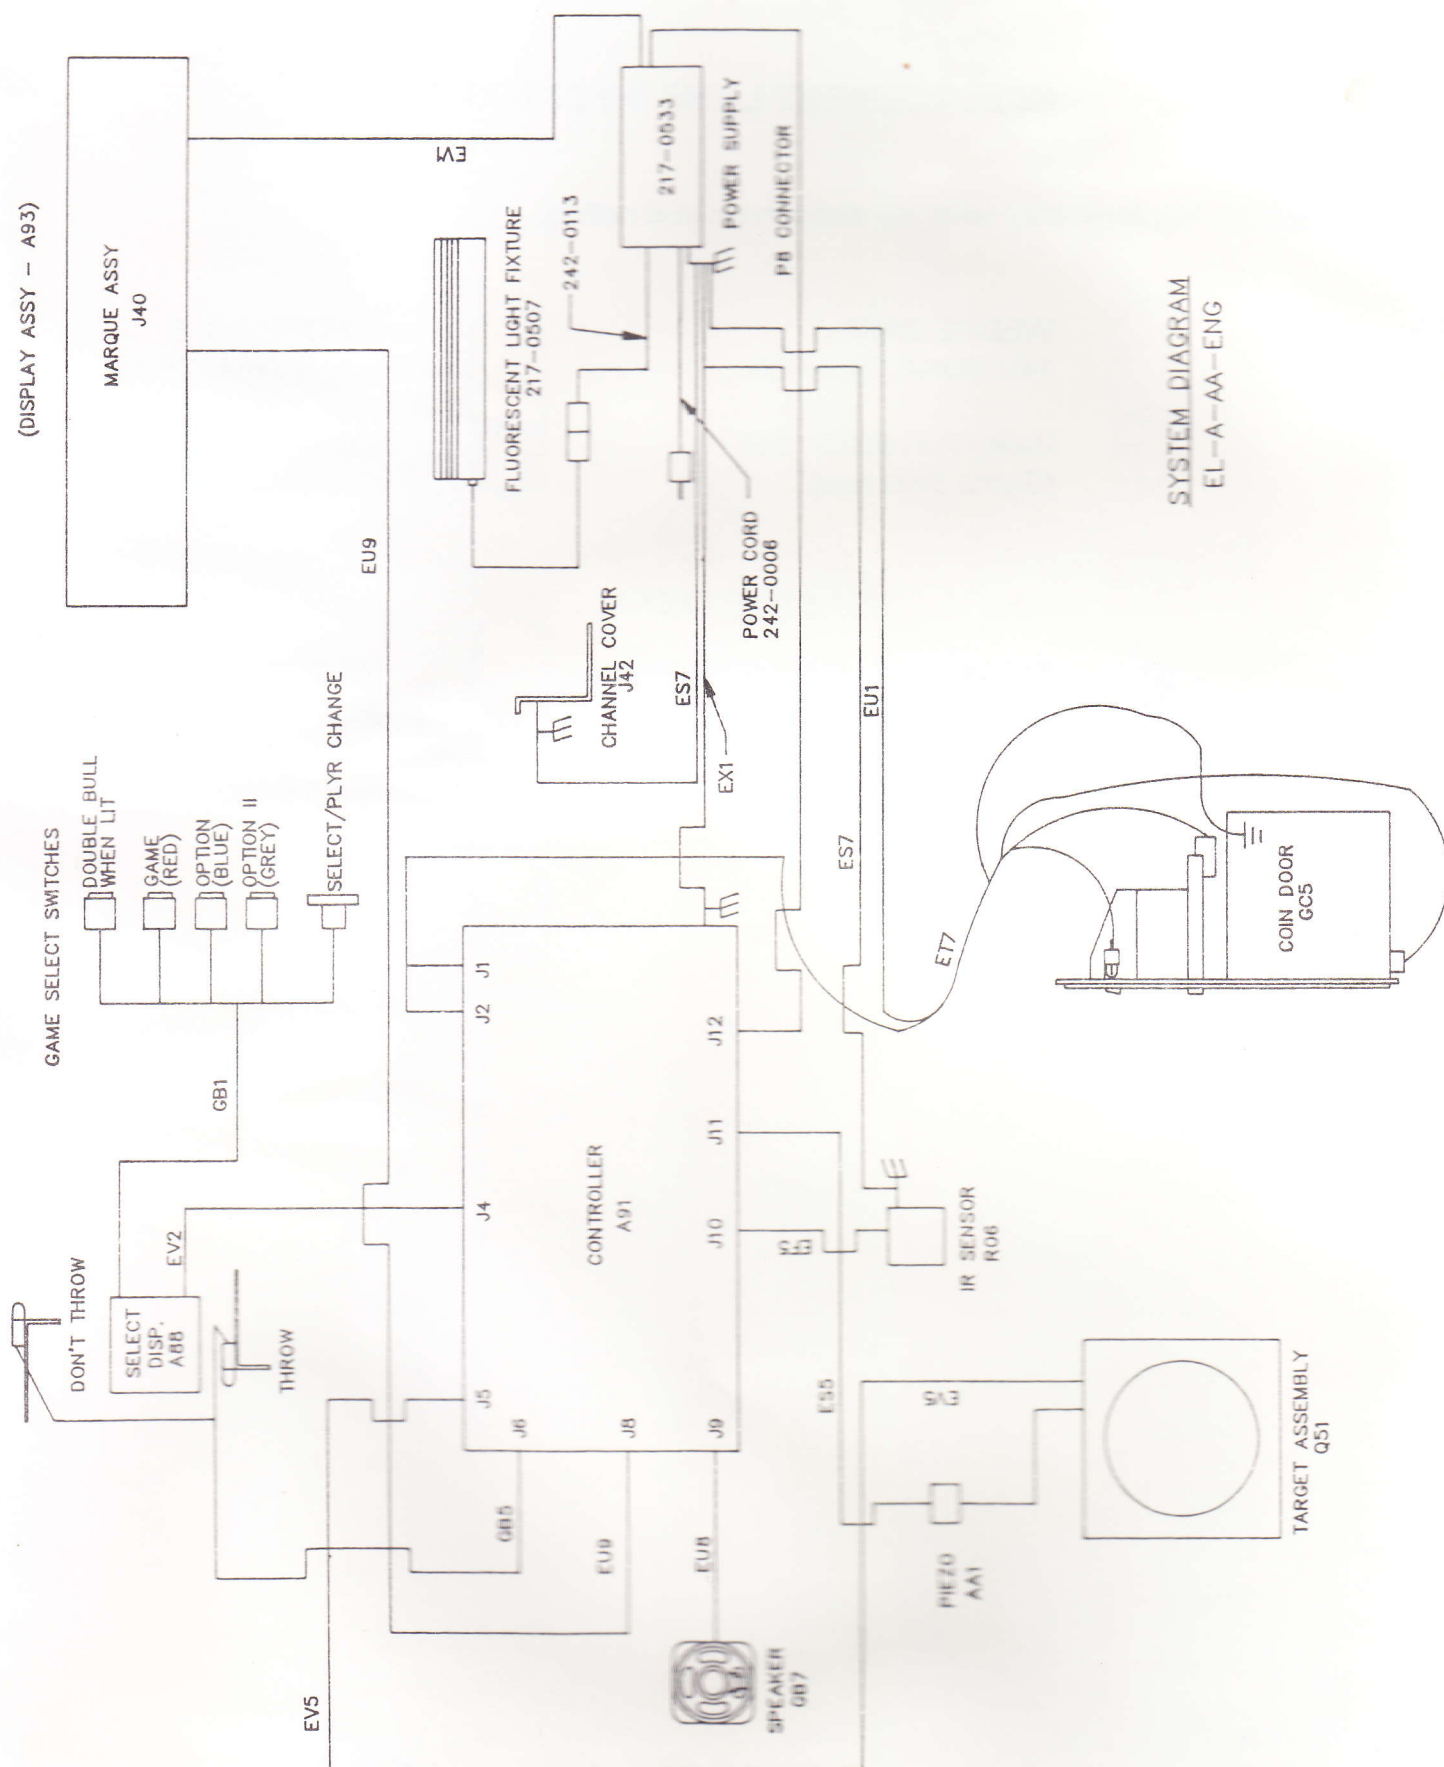 (DISPLAY ASSY - A93)
MARQUE ASSY
J40
EV1
217-0533
POWER SUPPLY
PB CONNECTOR
FLUORESCENT LIGHT FIXTURE
217-0507
242-0113
EU9
POWER CORD
242-0006
CHANNEL COVER
J42
ES7
EX1
EU1
ES7
SYSTEM DIAGRAM
EL-A-AA-ENG
GAME SELECT SWITCHES
DOUBLE BULL
WHEN LIT
GAME
(RED)
OPTION
(BLUE)
OPTION II
(GREY)
SELECT/PLYR CHANGE
GB1
EV2
DON'T THROW
SELECT
DISP.
A88
THROW
CONTROLLER
A91
J1
J2
J4
J5
J6
J8
J9
J10
J11
J12
ET7
COIN DOOR
GC5
IR SENSOR
R06
ES5
EV5
TARGET ASSEMBLY
Q51
PIEZO
AA1
GB5
EU9
EU8
SPEAKER
GB7
EV5